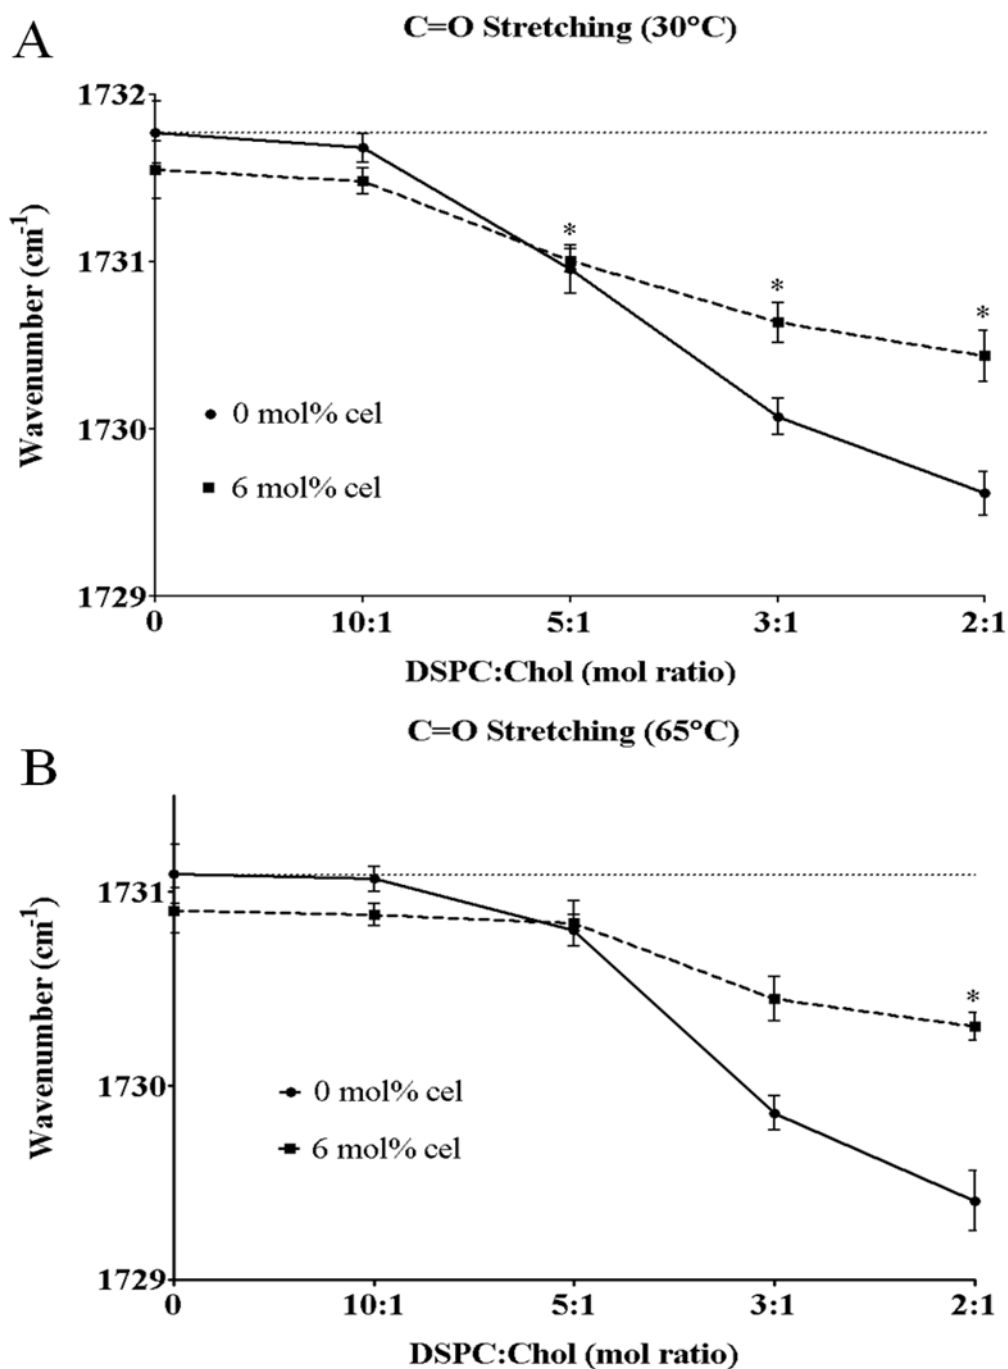 A
C=O Stretching (30°C)
1732
1731
1730
1729
Wavenumber (cm⁻¹)
*
*
*
0 mol% cel
6 mol% cel
0
10:1
5:1
3:1
2:1
DSPC:Chol (mol ratio)
B
C=O Stretching (65°C)
1731
1730
1729
Wavenumber (cm⁻¹)
*
0 mol% cel
6 mol% cel
0
10:1
5:1
3:1
2:1
DSPC:Chol (mol ratio)